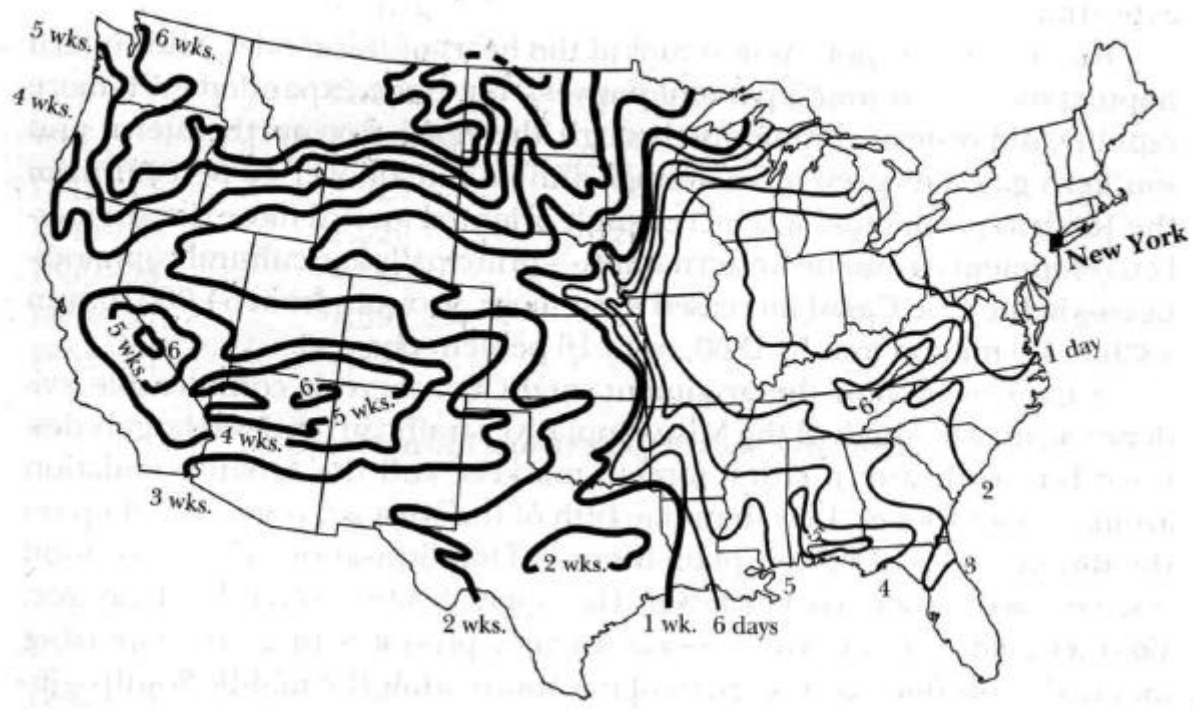 5 wks.
6 wks.
4 wks.
New York
5 wks.
6
1 day
6
5 wks.
6
4 wks.
3 wks.
2
2 wks.
3
5
4
2 wks.
1 wk.
6 days